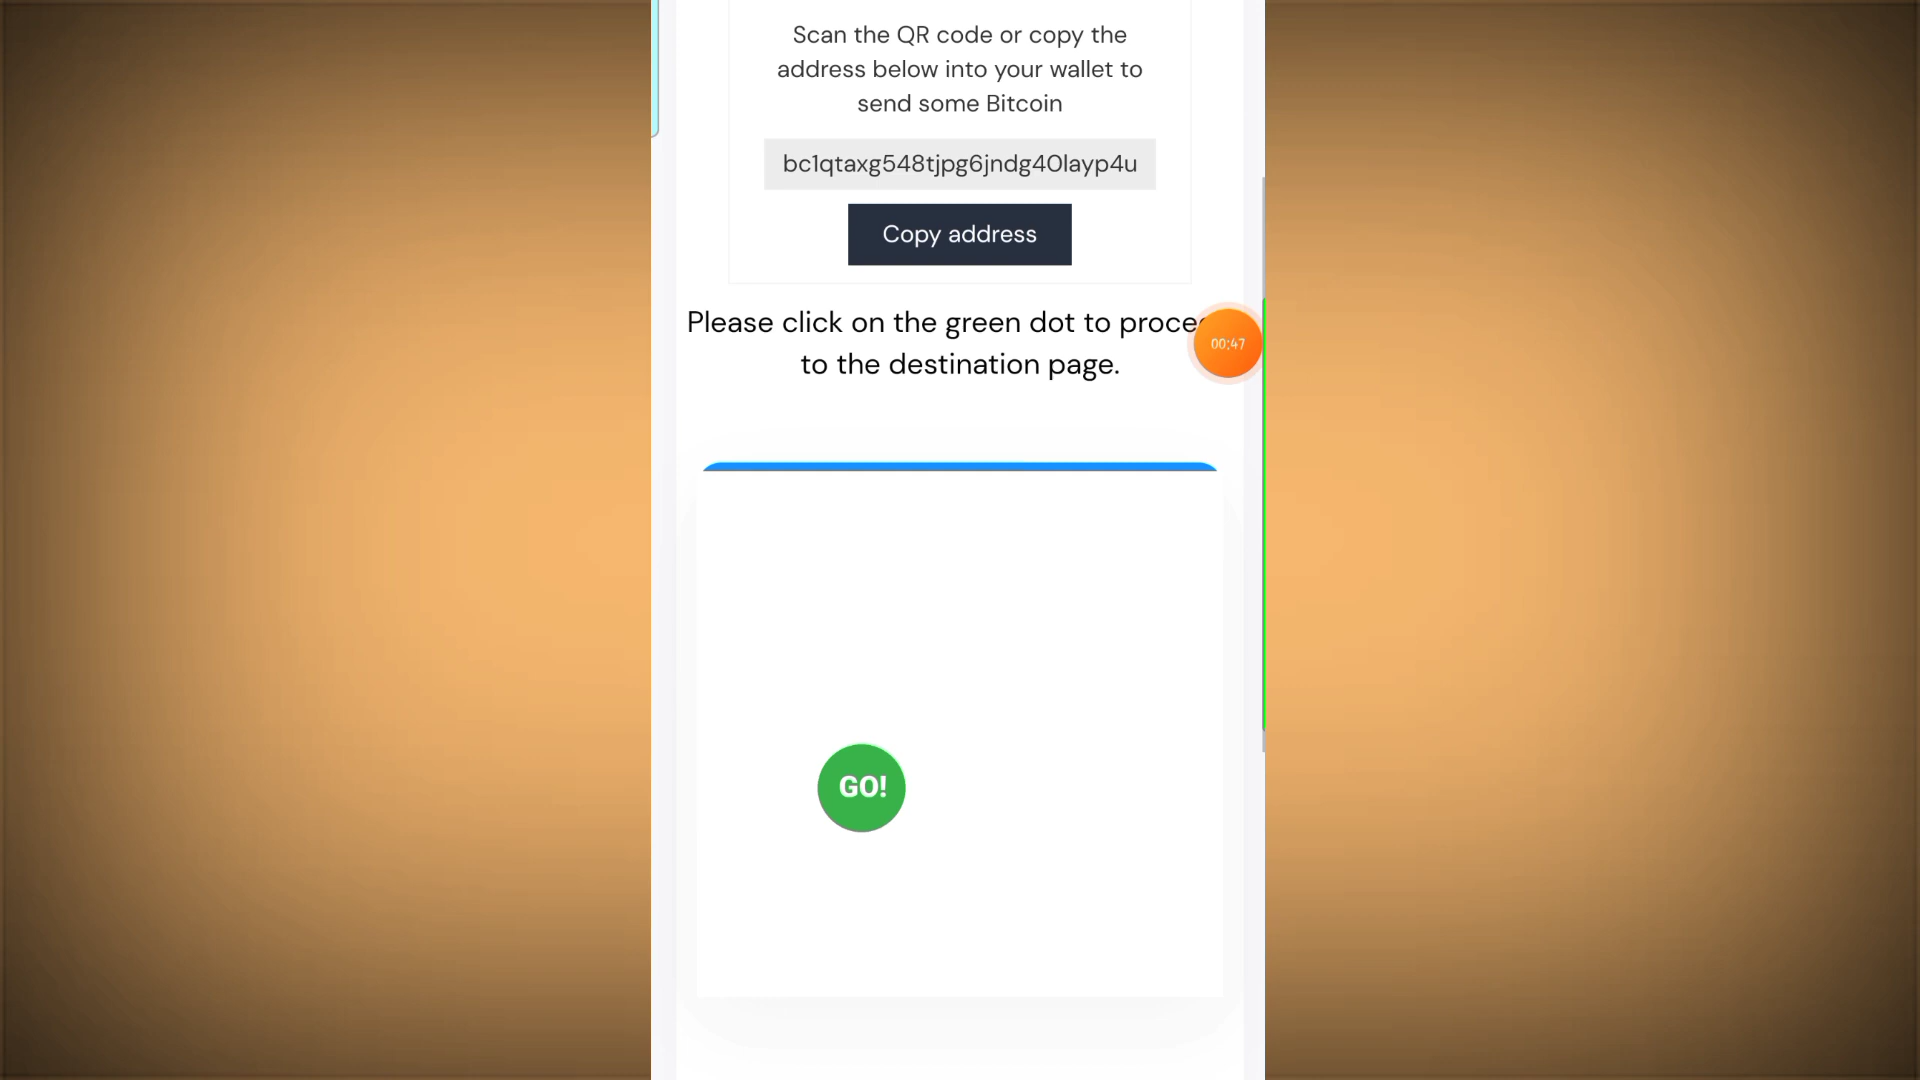 Scan the QR code or copy the
address below into your wallet to
send some Bitcoin
bc1qtaxg548tjpg6jndg40layp4u
Copy address
Please click on the green dot to procee
to the destination page.
00:47
GO!